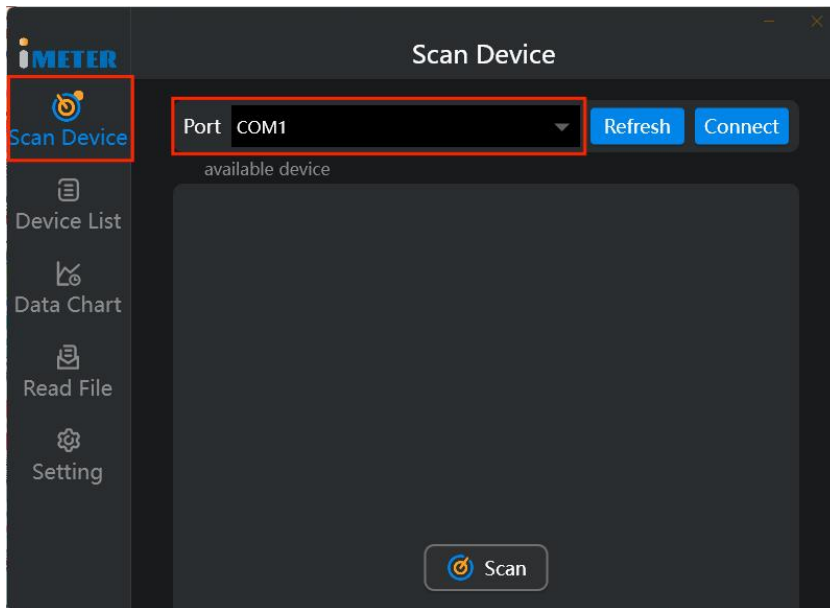 iMETER
Scan Device
Scan Device
Port COM1 Refresh Connect
available device
Device List
Data Chart
Read File
Setting
Scan